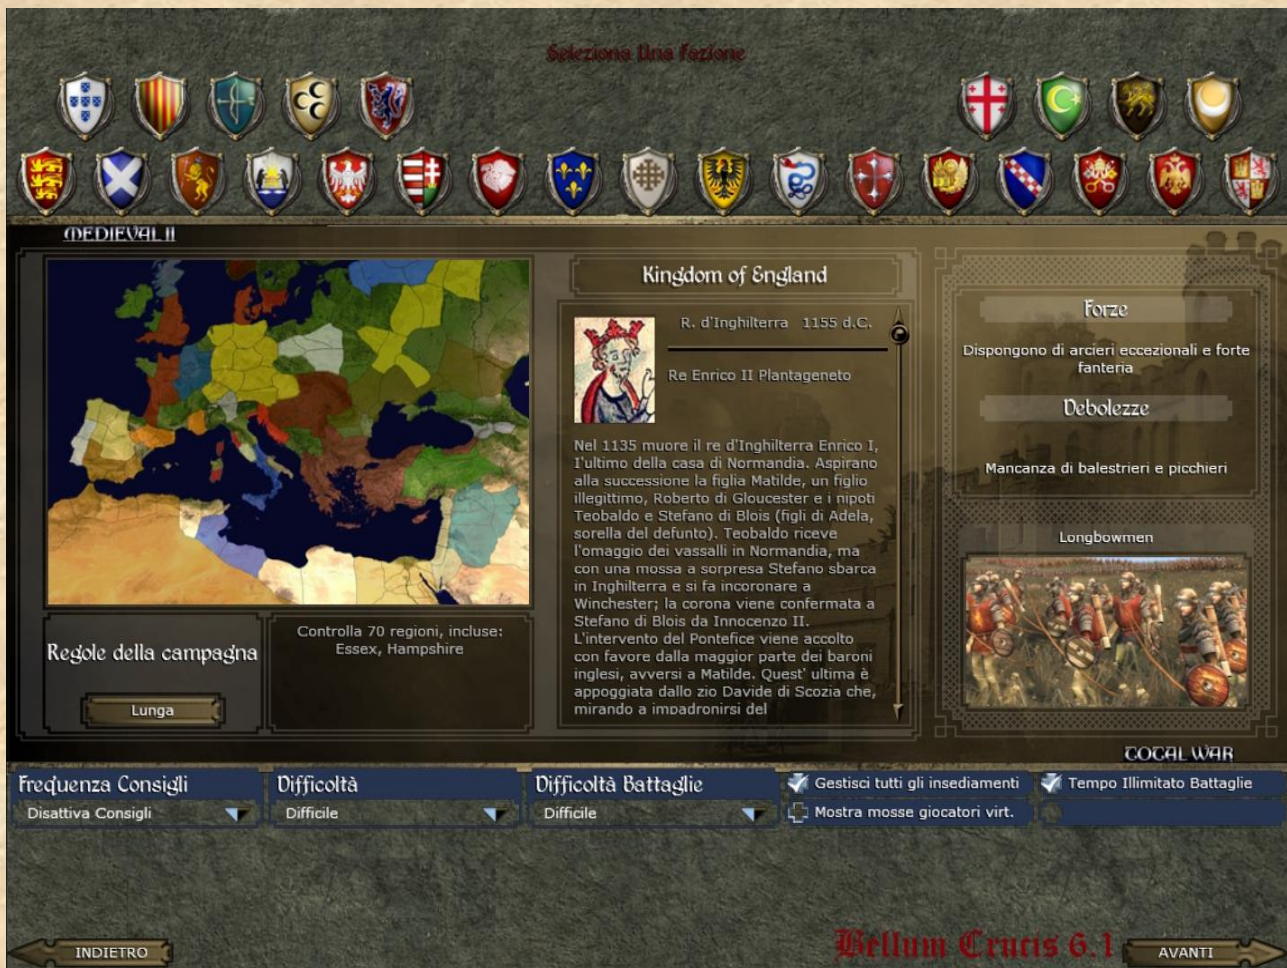 Seleziona Una Fazione
MEDIEVAL II
Kingdom of England
R. d'Inghilterra 1155 d.C.
Re Enrico II Plantageneto
Nel 1135 muore il re d'Inghilterra Enrico I,
l'ultimo della casa di Normandia. Aspirano
alla successione la figlia Matilde, un figlio
illegittimo, Roberto di Gloucester e i nipoti
Teobaldo e Stefano di Blois (figli di Adela,
sorella del defunto). Teobaldo riceve
l'omaggio dei vassalli in Normandia, ma
con una mossa a sorpresa Stefano sbarca
in Inghilterra e si fa incoronare a
Winchester; la corona viene confermata a
Stefano di Blois da Innocenzo II.
L'intervento del Pontefice viene accolto
con favore dalla maggior parte dei baroni
inglesi, avversi a Matilde. Quest' ultima è
appoggiata dallo zio Davide di Scozia che,
mirando a impadronirsi del
Forze
Dispongono di arcieri eccezionali e forte
fanteria
Debolezze
Mancanza di balestrieri e picchieri
Longbowmen
Regole della campagna
Lunga
Controlla 70 regioni, incluse:
Essex, Hampshire
TOTAL WAR
Frequenza Consigli
Disattiva Consigli
Difficoltà
Difficile
Difficoltà Battaglie
Difficile
Gestisci tutti gli insediamenti
Mostra mosse giocatori virt.
Tempo Illimitato Battaglie
INDIETRO
Bellum Crucis 6.1
AVANTI